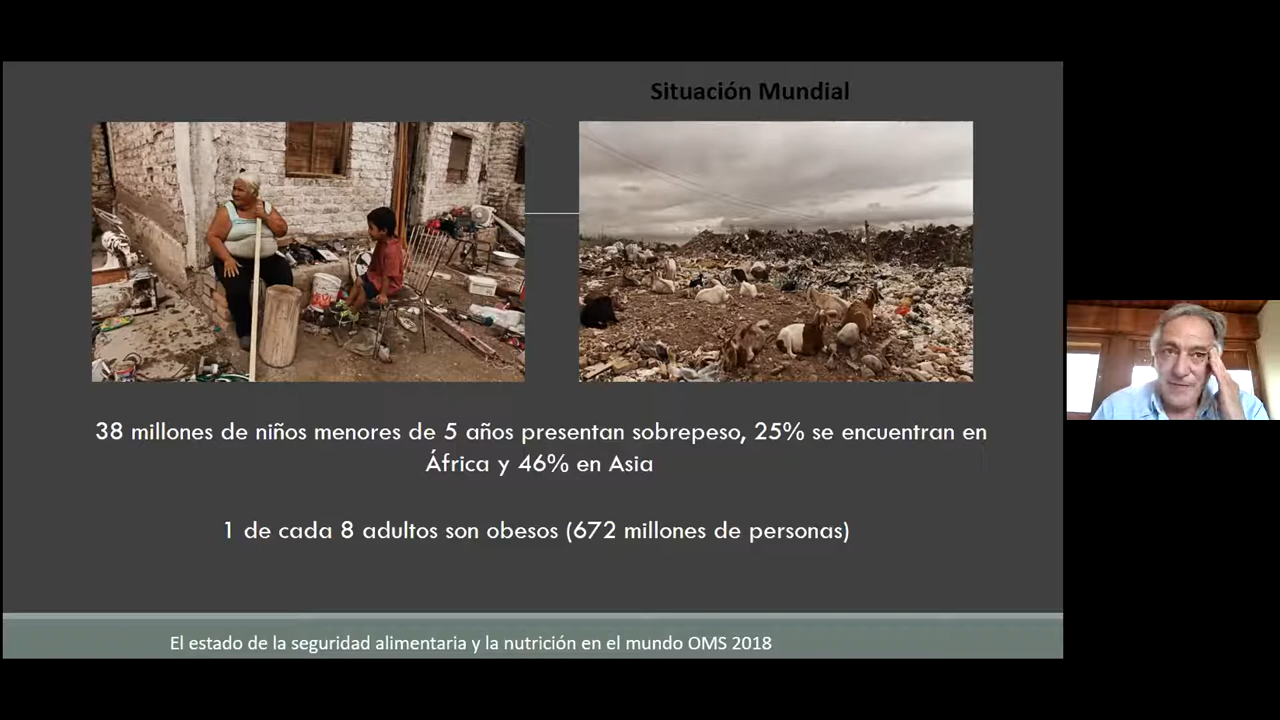 Situación Mundial
38 millones de niños menores de 5 años presentan sobrepeso, 25% se encuentran en
África y 46% en Asia
1 de cada 8 adultos son obesos (672 millones de personas)
El estado de la seguridad alimentaria y la nutrición en el mundo OMS 2018